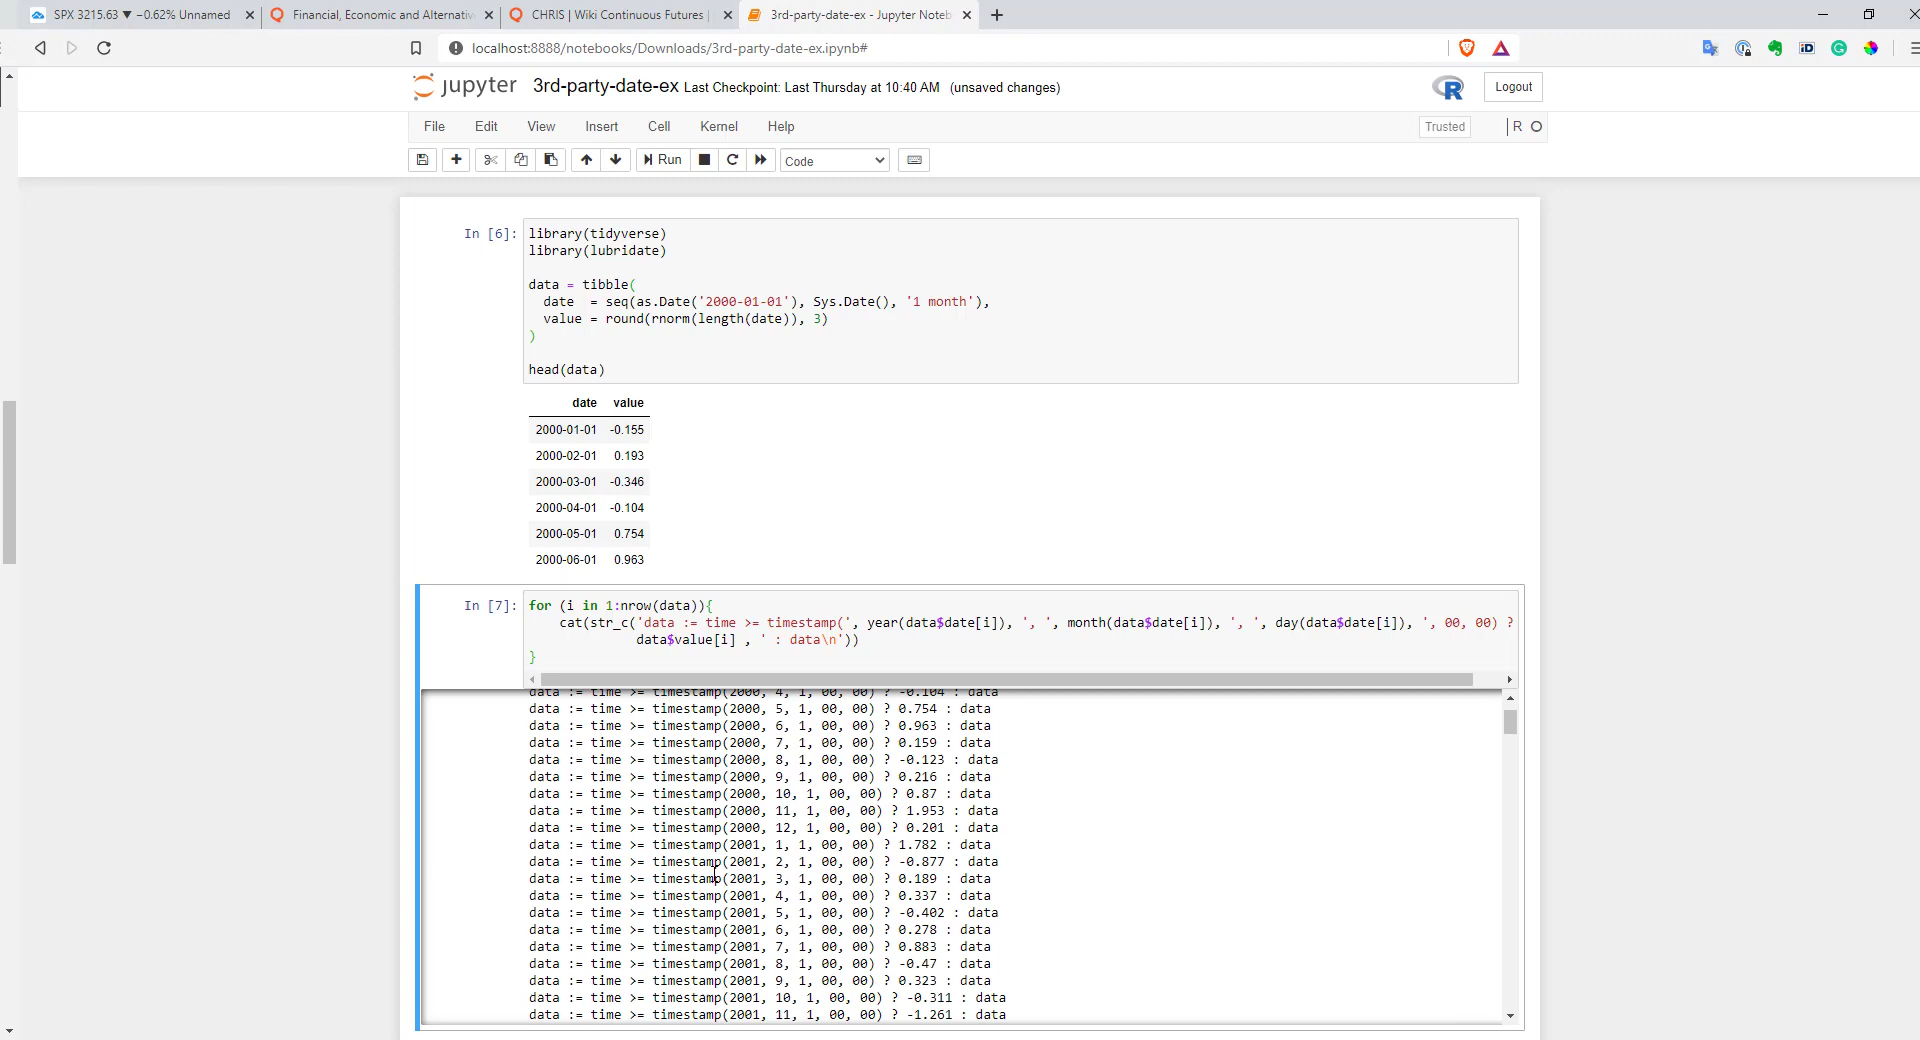 SPX 3215.63 ▼ −0.62% Unnamed
Financial, Economic and Alternativ
CHRIS | Wiki Continuous Futures |
3rd-party-date-ex - Jupyter Noteb
localhost:8888/notebooks/Downloads/3rd-party-date-ex.ipynb#
jupyter 3rd-party-date-ex Last Checkpoint: Last Thursday at 10:40 AM (unsaved changes)
R
Logout
File Edit View Insert Cell Kernel Help
Trusted
R
Run
Code
In [6]:
library(tidyverse)
library(lubridate)
data = tibble(
date = seq(as.Date('2000-01-01'), Sys.Date(), '1 month'),
value = round(rnorm(length(date)), 3)
)
head(data)
date value
2000-01-01 -0.155
2000-02-01 0.193
2000-03-01 -0.346
2000-04-01 -0.104
2000-05-01 0.754
2000-06-01 0.963
In [7]:
for (i in 1:nrow(data)){
cat(str_c('data := time >= timestamp(', year(data$date[i]), ', ', month(data$date[i]), ', ', day(data$date[i]), ', 00, 00) ?
data$value[i] , ' : data\n'))
}
data := time >= timestamp(2000, 4, 1, 00, 00) ? -0.104 : data
data := time >= timestamp(2000, 5, 1, 00, 00) ? 0.754 : data
data := time >= timestamp(2000, 6, 1, 00, 00) ? 0.963 : data
data := time >= timestamp(2000, 7, 1, 00, 00) ? 0.159 : data
data := time >= timestamp(2000, 8, 1, 00, 00) ? -0.123 : data
data := time >= timestamp(2000, 9, 1, 00, 00) ? 0.216 : data
data := time >= timestamp(2000, 10, 1, 00, 00) ? 0.87 : data
data := time >= timestamp(2000, 11, 1, 00, 00) ? 1.953 : data
data := time >= timestamp(2000, 12, 1, 00, 00) ? 0.201 : data
data := time >= timestamp(2001, 1, 1, 00, 00) ? 1.782 : data
data := time >= timestamp(2001, 2, 1, 00, 00) ? -0.877 : data
data := time >= timestamp(2001, 3, 1, 00, 00) ? 0.189 : data
data := time >= timestamp(2001, 4, 1, 00, 00) ? 0.337 : data
data := time >= timestamp(2001, 5, 1, 00, 00) ? -0.402 : data
data := time >= timestamp(2001, 6, 1, 00, 00) ? 0.278 : data
data := time >= timestamp(2001, 7, 1, 00, 00) ? 0.883 : data
data := time >= timestamp(2001, 8, 1, 00, 00) ? -0.47 : data
data := time >= timestamp(2001, 9, 1, 00, 00) ? 0.323 : data
data := time >= timestamp(2001, 10, 1, 00, 00) ? -0.311 : data
data := time >= timestamp(2001, 11, 1, 00, 00) ? -1.261 : data